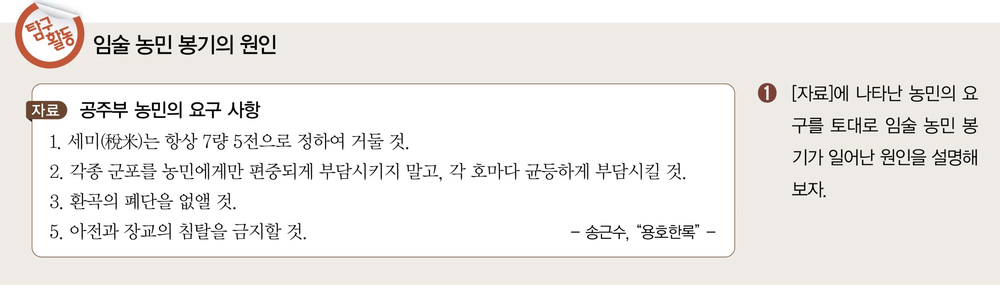 탐구
활동
임술 농민 봉기의 원인
자료 공주부 농민의 요구 사항
1. 세미(稅米)는 항상 7량 5전으로 정하여 거둘 것.
2. 각종 군포를 농민에게만 편중되게 부담시키지 말고, 각 호마다 균등하게 부담시킬 것.
3. 환곡의 폐단을 없앨 것.
5. 아전과 장교의 침탈을 금지할 것.
– 송근수, “용호한록” –
1 [자료]에 나타난 농민의 요
구를 토대로 임술 농민 봉
기가 일어난 원인을 설명해
보자.